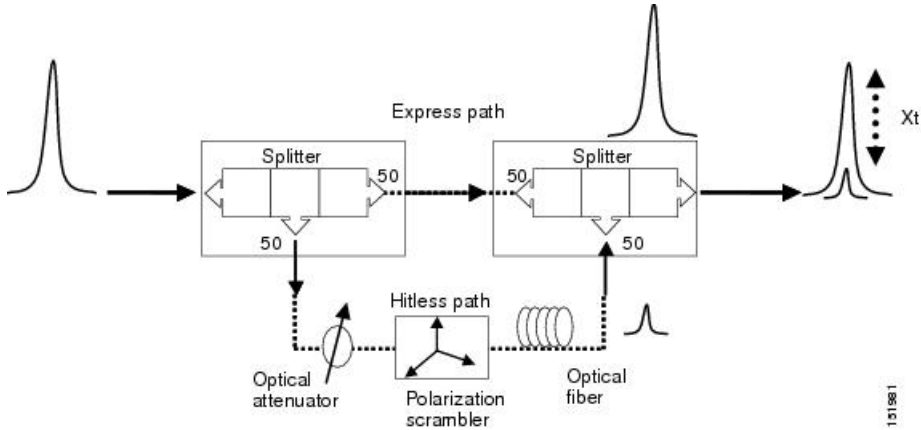 Express path
Xt
Splitter
Splitter
50
50
50
50
Hitless path
Optical
attenuator
Polarization
scrambler
Optical
fiber
151981